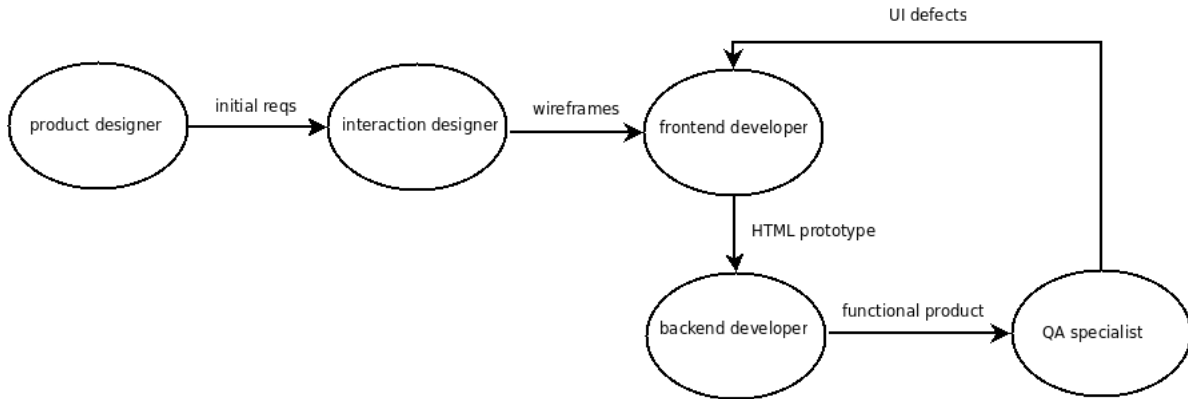 UI defects
product designer
initial reqs
interaction designer
wireframes
frontend developer
HTML prototype
backend developer
functional product
QA specialist